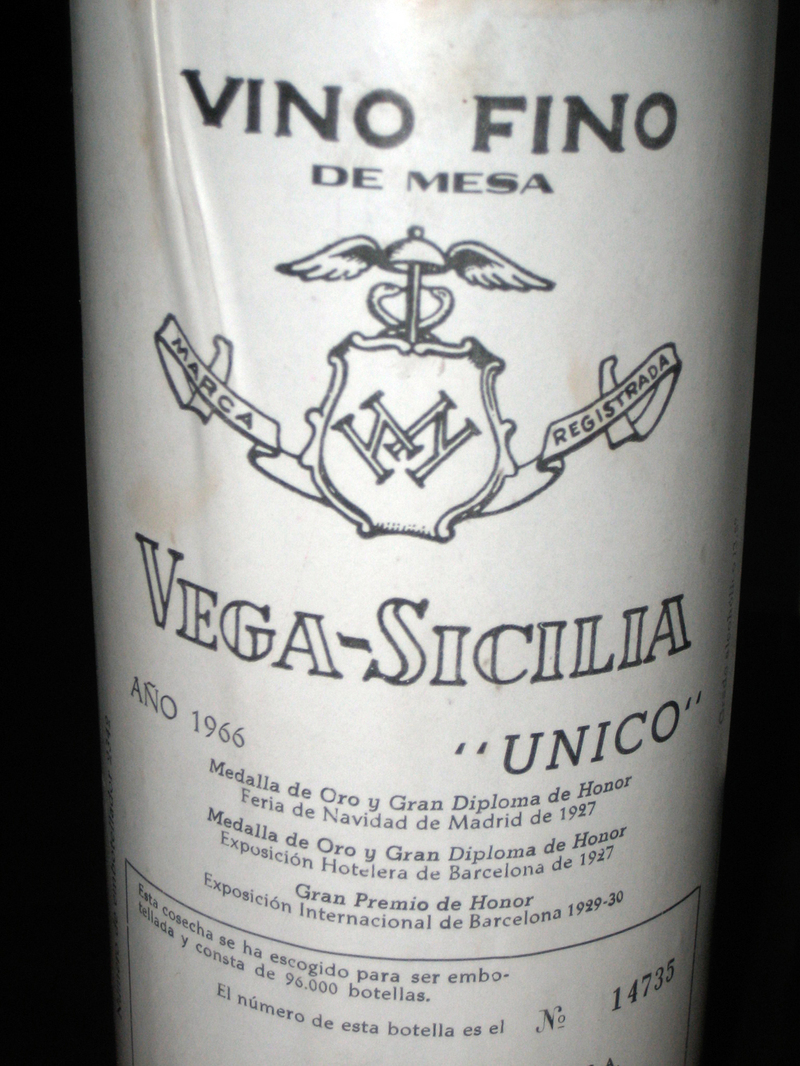 VINO FINO
DE MESA
MARCA
REGISTRADA
VEGA-SICILIA
AÑO 1966
"UNICO"
Medalla de Oro y Gran Diploma de Honor
Feria de Navidad de Madrid de 1927
Medalla de Oro y Gran Diploma de Honor
Exposición Hotelera de Barcelona de 1927
Gran Premio de Honor
Exposición Internacional de Barcelona 1929-30
Esta cosecha se ha escogido para ser embo-
tellada y consta de 96.000 botellas.
El número de esta botella es el Nº 14735